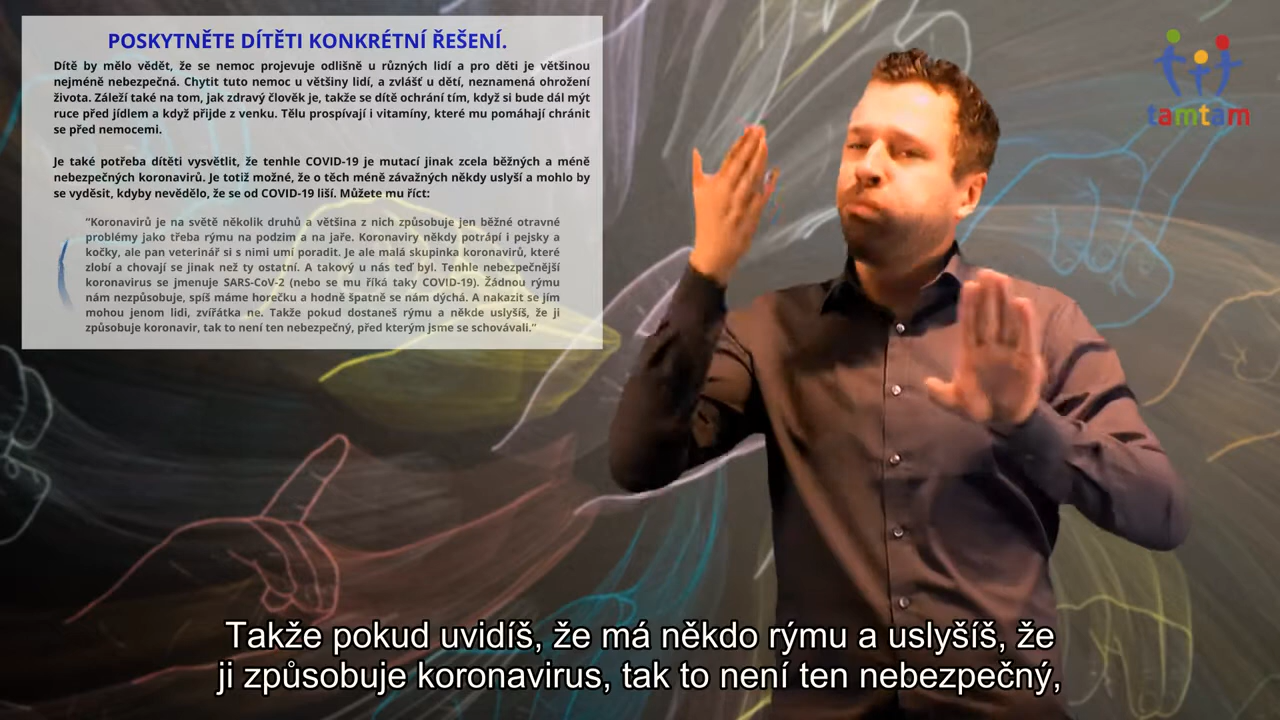 POSKYTNĚTE DÍTĚTI KONKRÉTNÍ ŘEŠENÍ.
Dítě by mělo vědět, že se nemoc projevuje odlišně u různých lidí a pro děti je většinou
nejméně nebezpečná. Chytit tuto nemoc u většiny lidí, a zvlášť u dětí, neznamená ohrožení
života. Záleží také na tom, jak zdravý člověk je, takže se dítě ochrání tím, když si bude dál mýt
ruce před jídlem a když přijde z venku. Tělu prospívají i vitamíny, které mu pomáhají chránit
se před nemocemi.
Je také potřeba dítěti vysvětlit, že tenhle COVID-19 je mutací jinak zcela běžných a méně
nebezpečných koronavirů. Je totiž možné, že o těch méně závažných někdy uslyší a mohlo by
se vyděsit, kdyby nevědělo, že se od COVID-19 liší. Můžete mu říct:
“Koronavirů je na světě několik druhů a většina z nich způsobuje jen běžné otravné
problémy jako třeba rýmu na podzim a na jaře. Koronaviry někdy potrápí i pejsky a
kočky, ale pan veterinář si s nimi umí poradit. Je ale malá skupinka koronavirů, které
zlobí a chovají se jinak než ty ostatní. A takový u nás teď byl. Tenhle nebezpečnější
koronavirus se jmenuje SARS-CoV-2 (nebo se mu říká taky COVID-19). Žádnou rýmu
nám nezpůsobuje, spíš máme horečku a hodně špatně se nám dýchá. A nakazit se jím
mohou jenom lidi, zvířátka ne. Takže pokud dostaneš rýmu a někde uslyšíš, že ji
způsobuje koronavir, tak to není ten nebezpečný, před kterým jsme se schovávali.”
tamtam
Takže pokud uvidíš, že má někdo rýmu a uslyšíš, že
ji způsobuje koronavirus, tak to není ten nebezpečný,